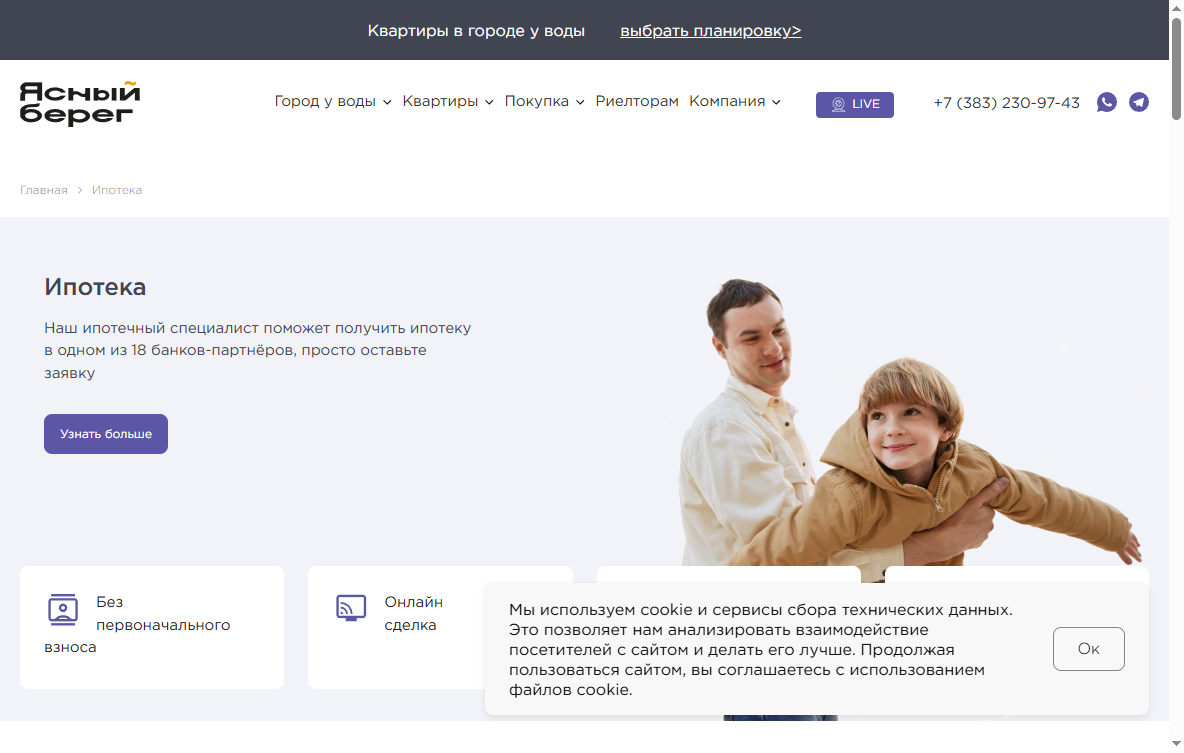 Квартиры в городе у воды выбрать планировку>
Ясный
берег
Город у воды Квартиры Покупка Риелторам Компания LIVE +7 (383) 230-97-43
Главная > Ипотека
Ипотека
Наш ипотечный специалист поможет получить ипотеку
в одном из 18 банков-партнёров, просто оставьте
заявку
Узнать больше
Без
первоначального
взноса
Онлайн
сделка
Мы используем cookie и сервисы сбора технических данных.
Это позволяет нам анализировать взаимодействие
посетителей с сайтом и делать его лучше. Продолжая
пользоваться сайтом, вы соглашаетесь с использованием
файлов cookie.
Ок